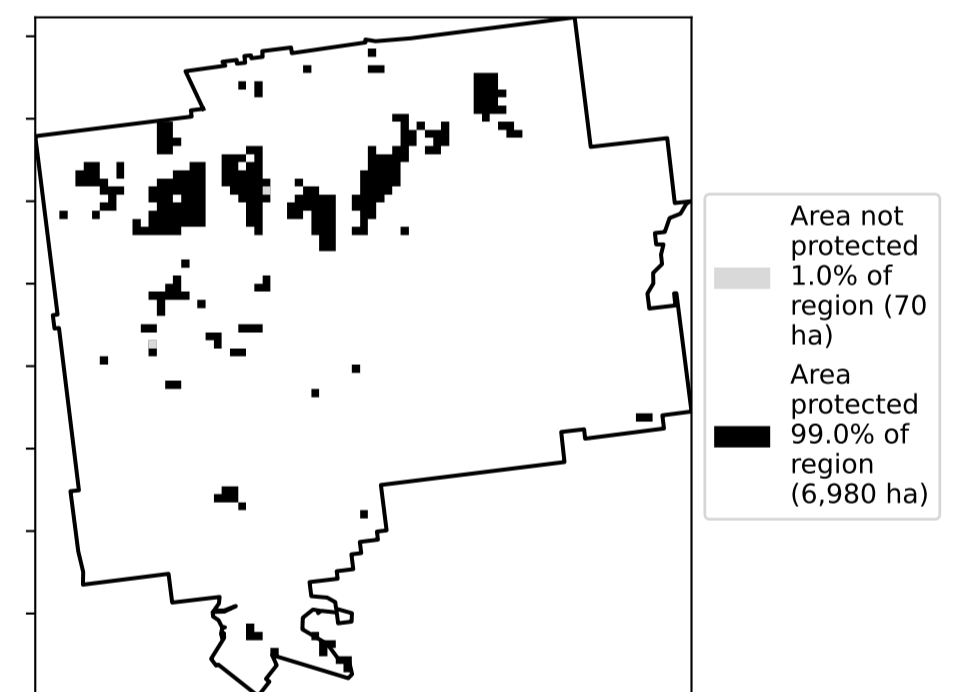 Area not
protected
1.0% of
region (70
ha)
Area
protected
99.0% of
region
(6,980 ha)